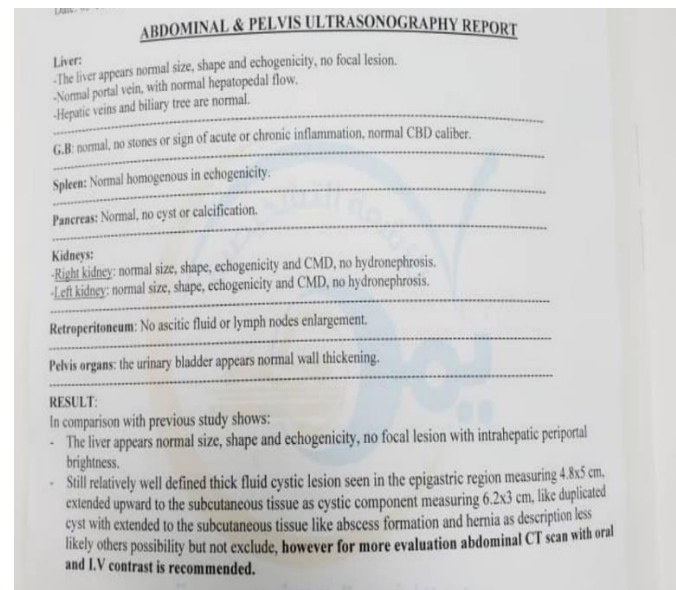 ABDOMINAL & PELVIS ULTRASONOGRAPHY REPORT
Liver:
-The liver appears normal size, shape and echogenicity, no focal lesion.
-Normal portal vein, with normal hepatopedal flow.
-Hepatic veins and biliary tree are normal.
G.B: normal, no stones or sign of acute or chronic inflammation, normal CBD caliber.
Spleen: Normal homogenous in echogenicity.
Pancreas: Normal, no cyst or calcification.
Kidneys:
-Right kidney: normal size, shape, echogenicity and CMD, no hydronephrosis.
-Left kidney: normal size, shape, echogenicity and CMD, no hydronephrosis.
Retroperitoneum: No ascitic fluid or lymph nodes enlargement.
Pelvis organs: the urinary bladder appears normal wall thickening.
RESULT:
In comparison with previous study shows:
- The liver appears normal size, shape and echogenicity, no focal lesion with intrahepatic periportal
brightness.
- Still relatively well defined thick fluid cystic lesion seen in the epigastric region measuring 4.8x5 cm,
extended upward to the subcutaneous tissue as cystic component measuring 6.2x3 cm, like duplicated
cyst with extended to the subcutaneous tissue like abscess formation and hernia as description less
likely others possibility but not exclude, however for more evaluation abdominal CT scan with oral
and I.V contrast is recommended.